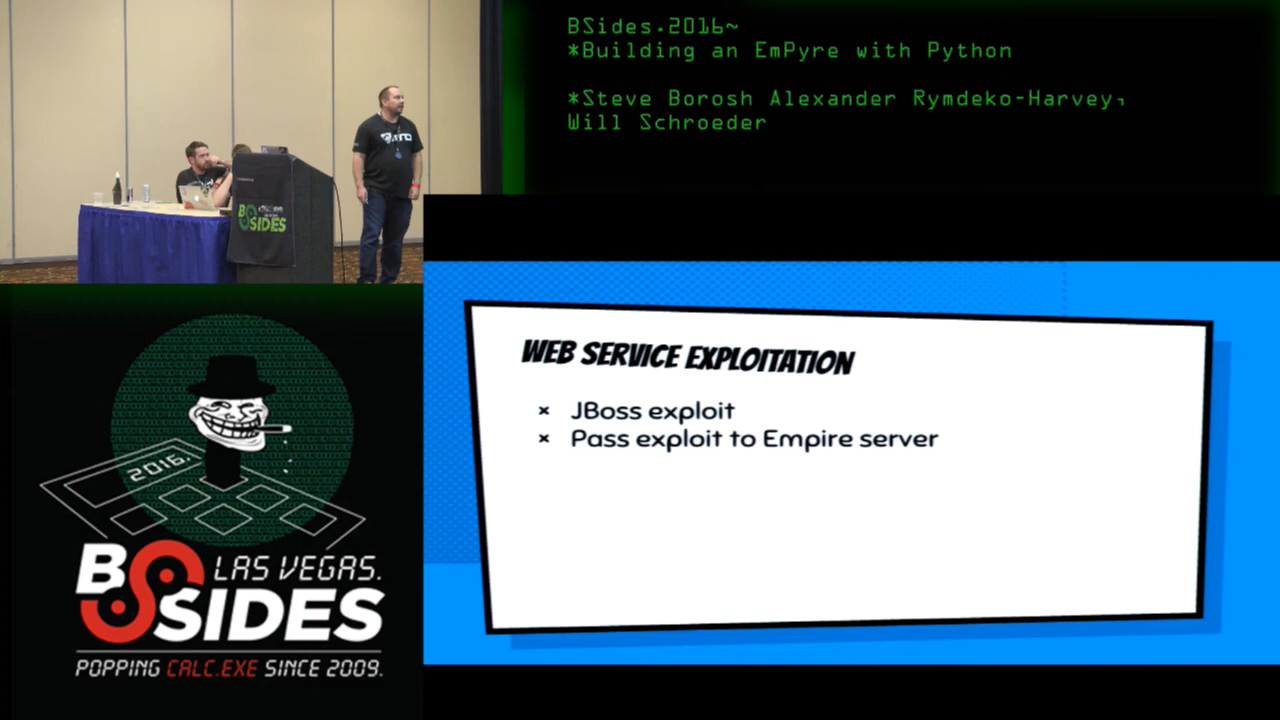 BSides.2016~
*Building an EmPyre with Python
*Steve Borosh Alexander Rymdeko-Harvey,
Will Schroeder
BSIDES
WEB SERVICE EXPLOITATION
× JBoss exploit
× Pass exploit to Empire server
2016.
BSIDES LAS VEGAS.
POPPING CALC.EXE SINCE 2009.